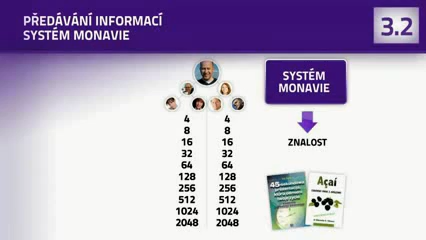 PŘEDÁVÁNÍ INFORMACÍ
SYSTÉM MONAVIE
3.2
SYSTÉM
MONAVIE
ZNALOST
4 4
8 8
16 16
32 32
64 64
128 128
256 256
512 512
1024 1024
2048 2048
45
Açaí